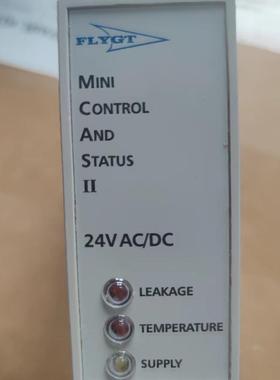 FLYGT
MINI
CONTROL
AND
STATUS
II
24V AC/DC
LEAKAGE
TEMPERATURE
SUPPLY